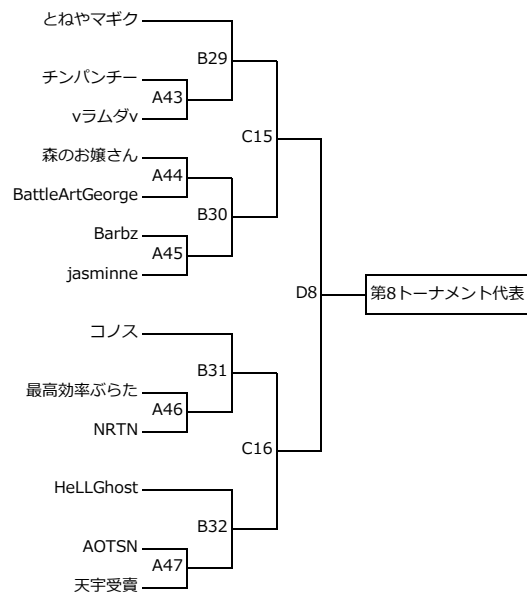 とねやマギク
B29
チンパンチー
A43
vラムダv
C15
森のお嬢さん
A44
BattleArtGeorge
B30
Barbz
A45
jasminne
D8
第8トーナメント代表
コノス
B31
最高効率ぶらた
A46
NRTN
C16
HeLLGhost
B32
AOTSN
A47
天宇受賣